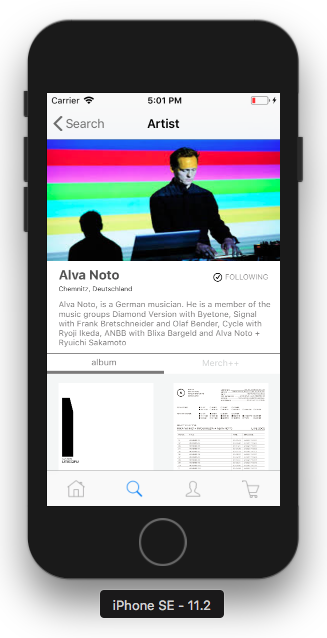 Carrier 5:01 PM
Search Artist
Alva Noto
FOLLOWING
Chemnitz, Deutschland
Alva Noto, is a German musician. He is a member of the
music groups Diamond Version with Byetone, Signal
with Frank Bretschneider and Olaf Bender, Cycle with
Ryoji Ikeda, ANBB with Blixa Bargeld and Alva Noto +
Ryuichi Sakamoto
album Merch++
iPhone SE - 11.2